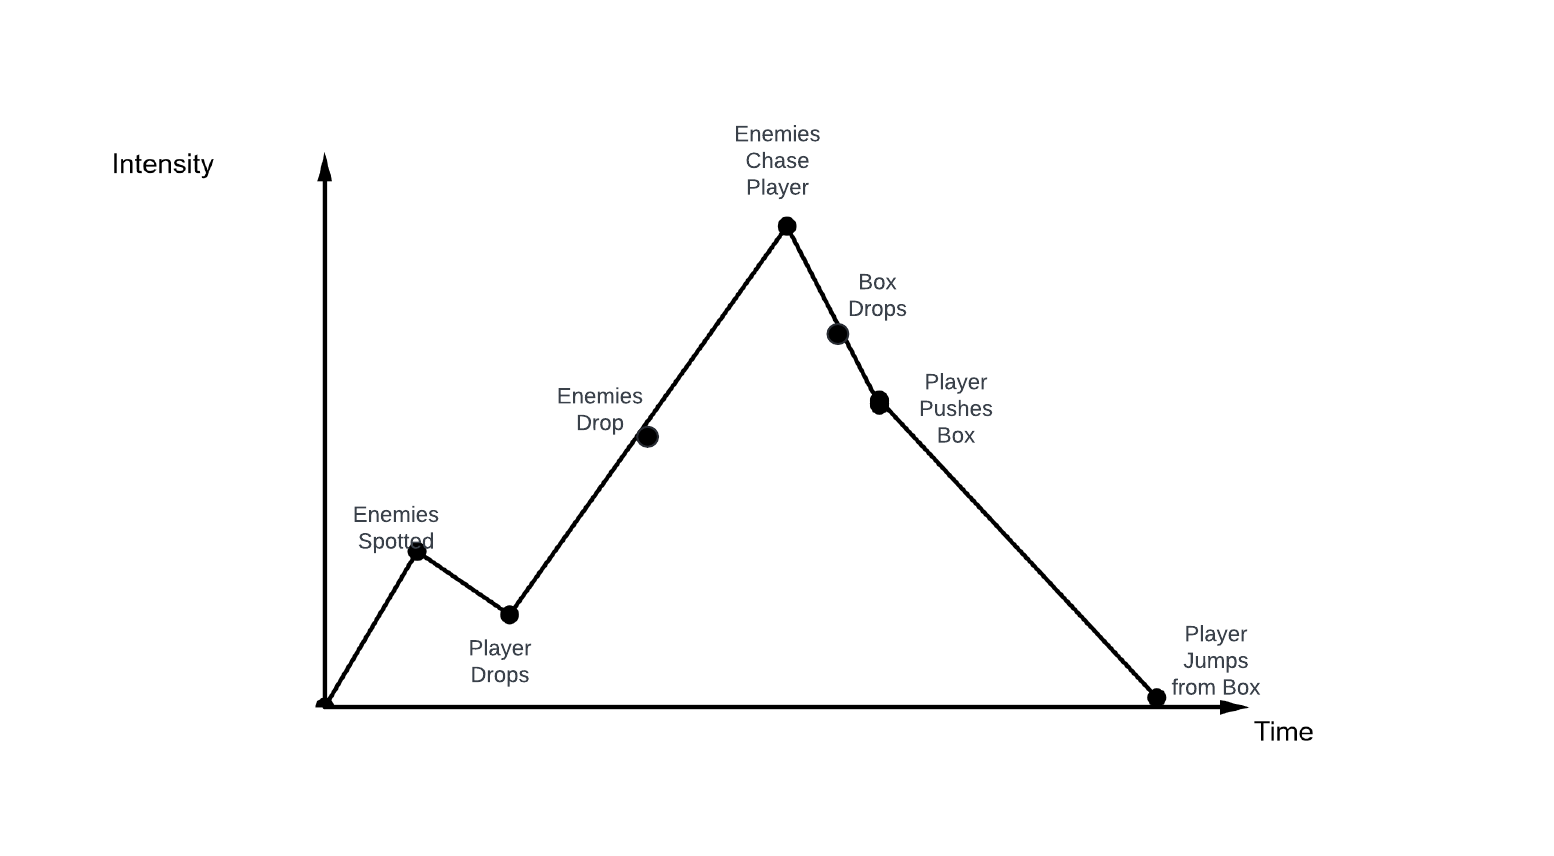 Intensity
Enemies
Chase
Player
Box
Drops
Player
Pushes
Box
Enemies
Drop
Enemies
Spotted
Player
Drops
Player
Jumps
from Box
Time